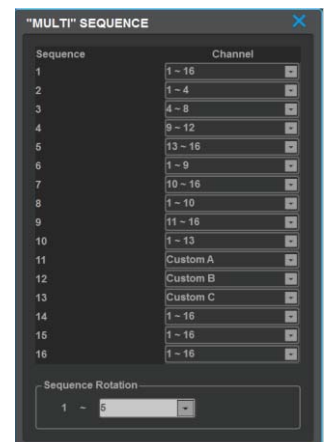 "MULTI" SEQUENCE
Sequence Channel
1 1 ~ 16
2 1 ~ 4
3 4 ~ 8
4 9 ~ 12
5 13 ~ 16
6 1 ~ 9
7 10 ~ 16
8 1 ~ 10
9 11 ~ 16
10 1 ~ 13
11 Custom A
12 Custom B
13 Custom C
14 1 ~ 16
15 1 ~ 16
16 1 ~ 16
Sequence Rotation
1 ~ 5